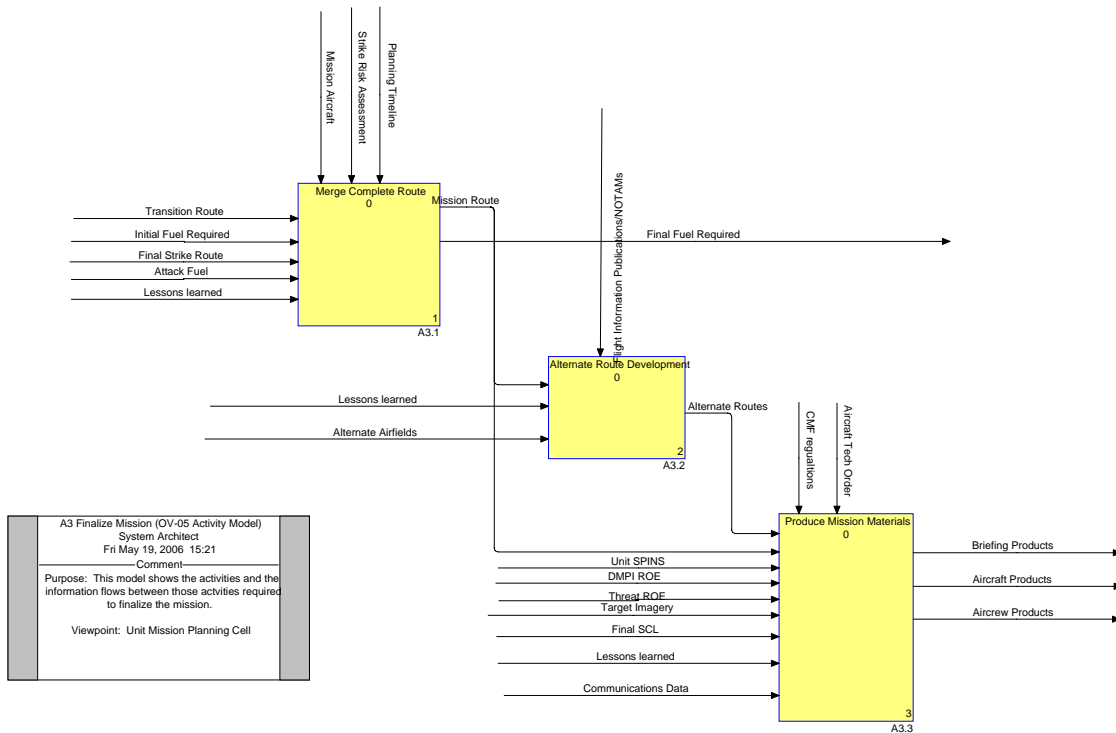 Mission Aircraft
Strike Risk Assessment
Planning Timeline
Merge Complete Route
0
Transition Route
Initial Fuel Required
Final Strike Route
Attack Fuel
Lessons learned
1
A3.1
Mission Route
Final Fuel Required
Flight Information Publications/NOTAMs
Alternate Route Development
0
Lessons learned
Alternate Airfields
2
A3.2
Alternate Routes
CMF regualtions
Aircraft Tech Order
Produce Mission Materials
0
Unit SPINS
DMPI ROE
Threat ROE
Target Imagery
Final SCL
Lessons learned
Communications Data
3
A3.3
Briefing Products
Aircraft Products
Aircrew Products
A3 Finalize Mission (OV-05 Activity Model)
System Architect
Fri May 19, 2006 15:21
Comment
Purpose: This model shows the activities and the
information flows between those actvities required
to finalize the mission.
Viewpoint: Unit Mission Planning Cell